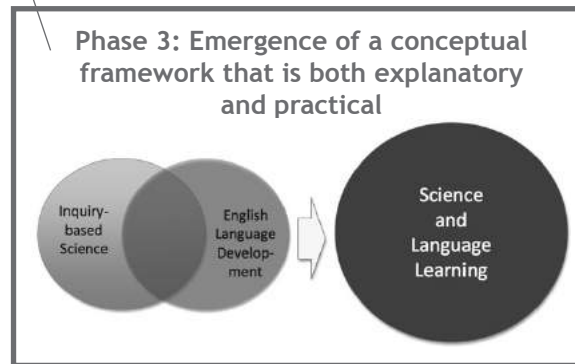 Phase 3: Emergence of a conceptual
framework that is both explanatory
and practical
Inquiry-
based
Science
English
Language
Develop-
ment
Science
and
Language
Learning